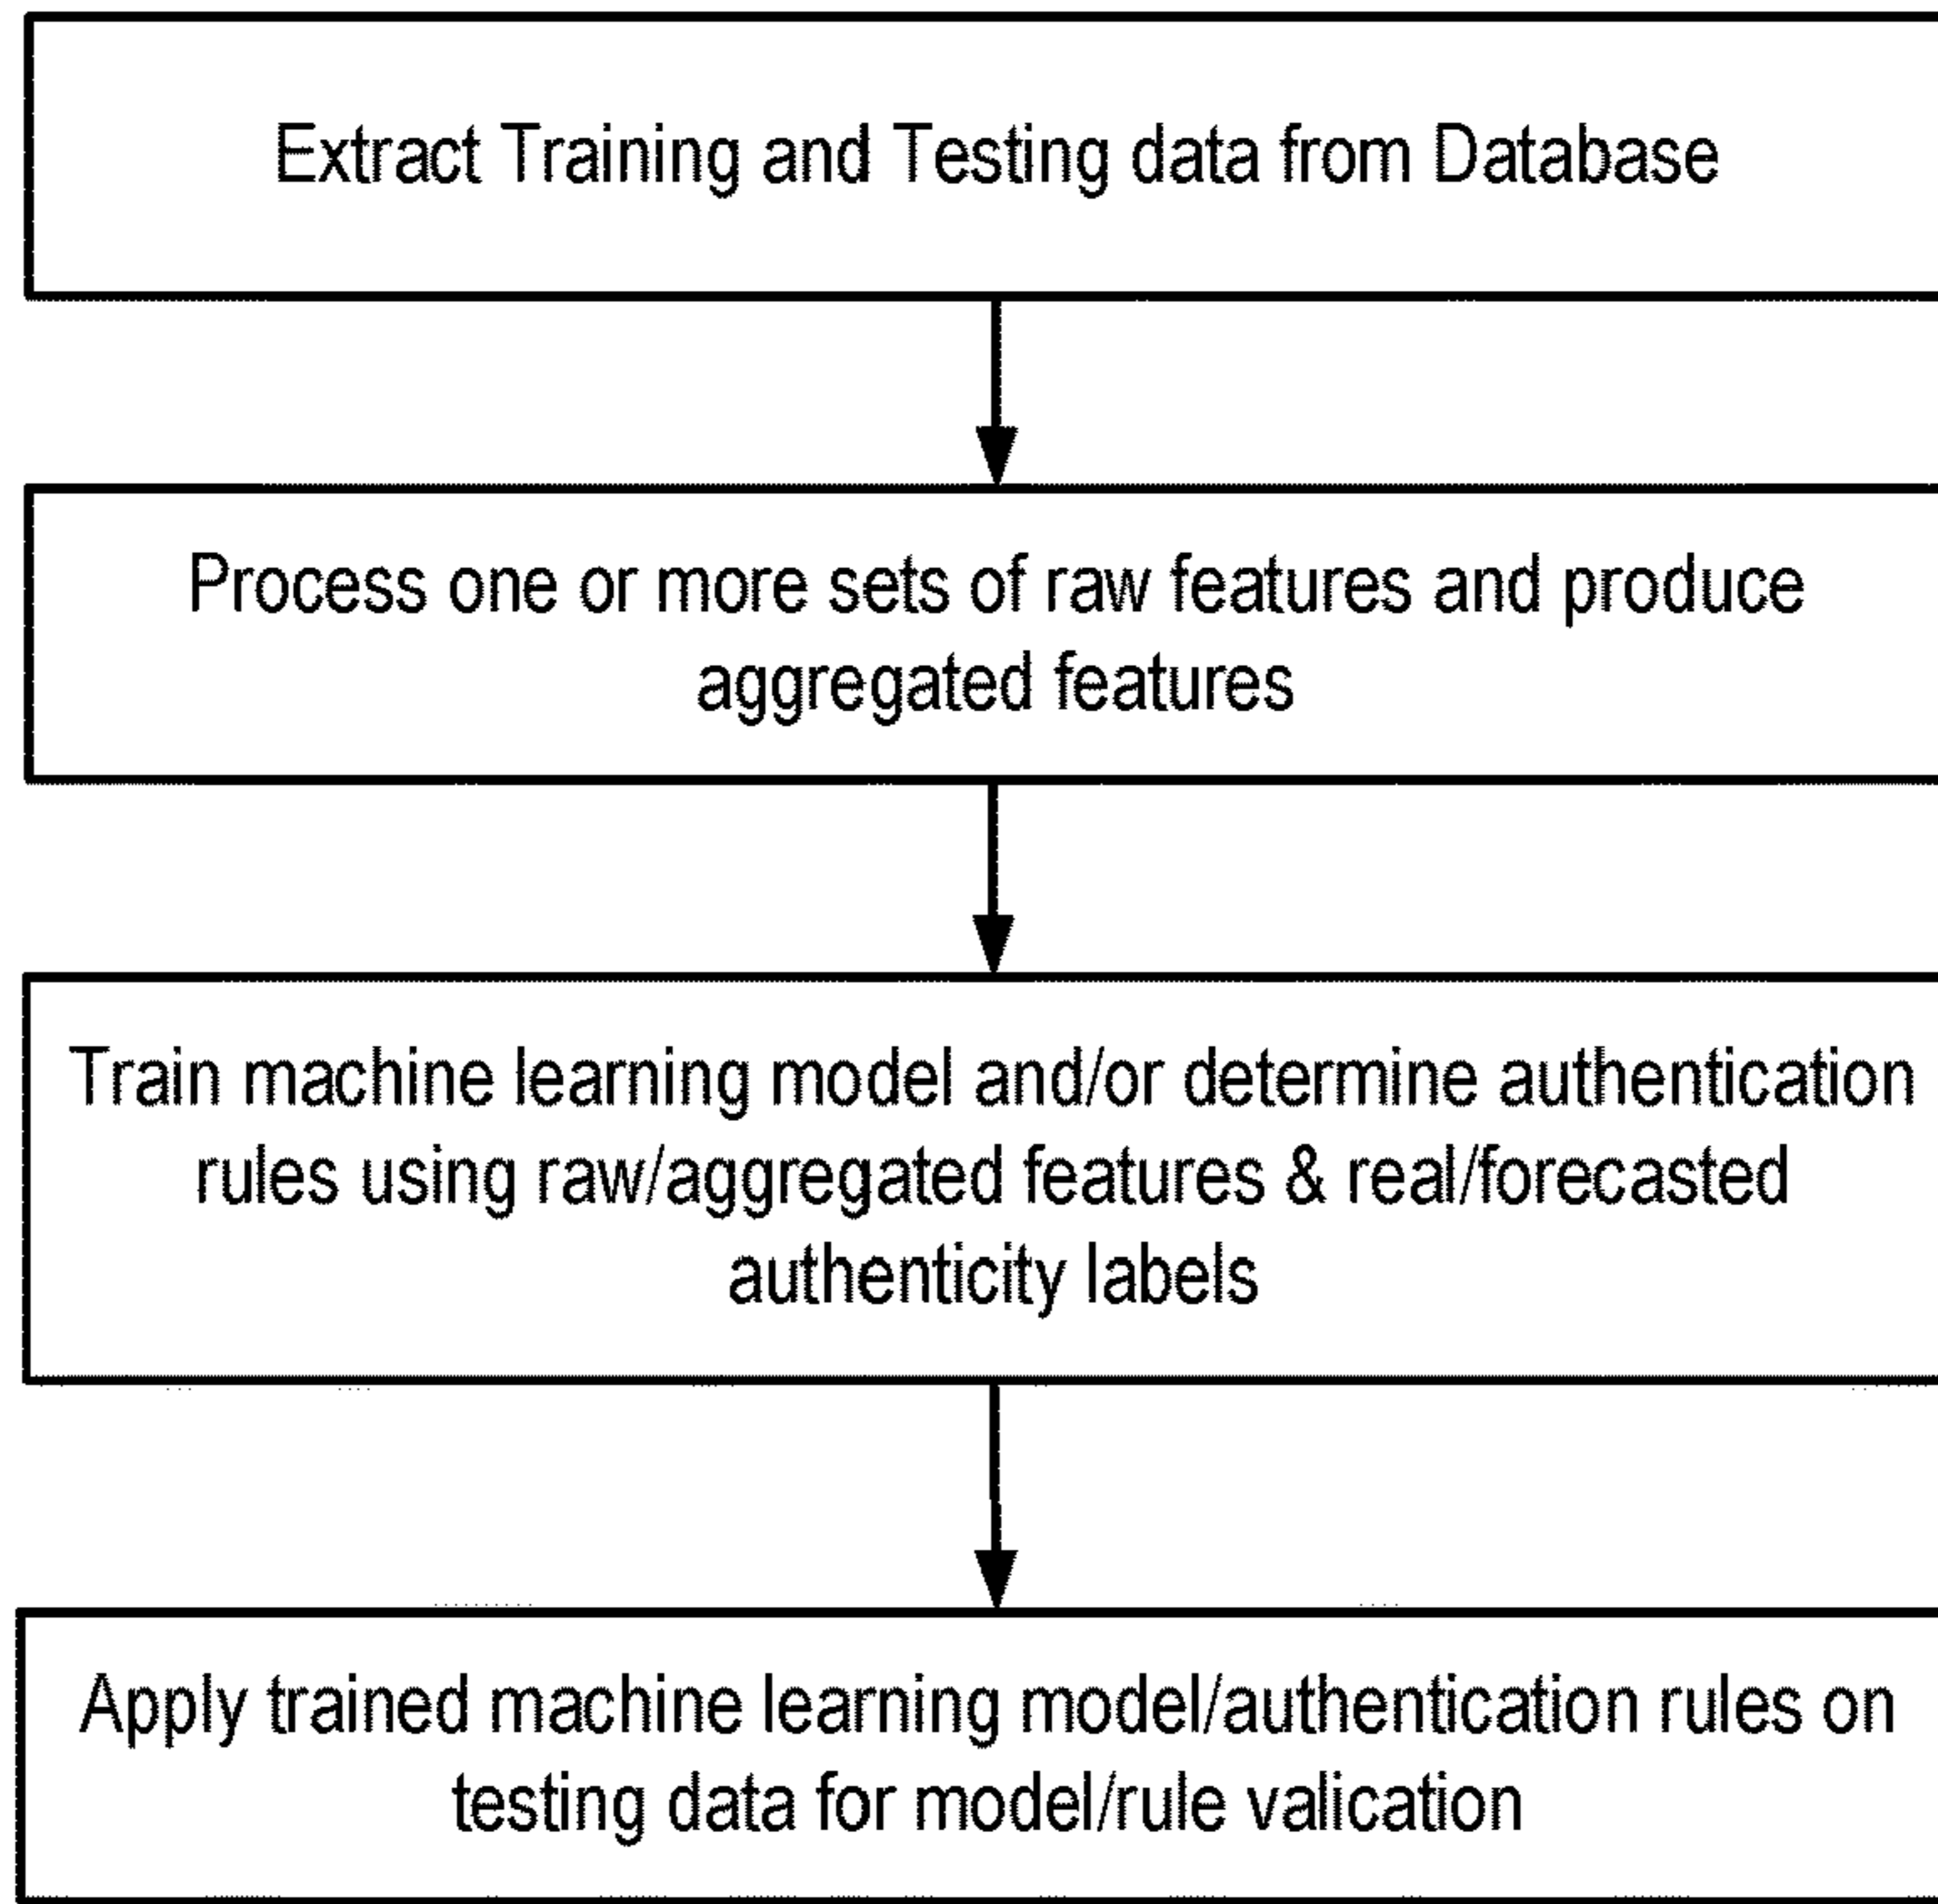 Extract Training and Testing data from Database
Process one or more sets of raw features and produce
aggregated features
Train machine learning model and/or determine authentication
rules using raw/aggregated features & real/forecasted
authenticity labels
Apply trained machine learning model/authentication rules on
testing data for model/rule valication